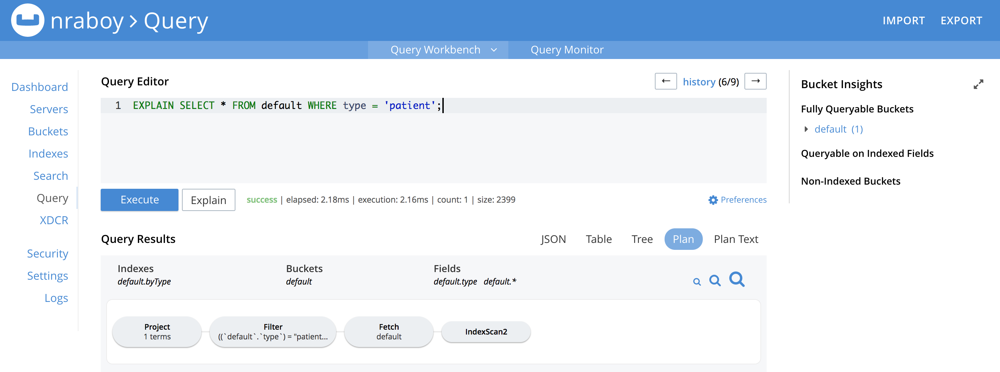 nraboy > Query
IMPORT EXPORT
Query Workbench Query Monitor
Dashboard
Servers
Buckets
Indexes
Search
Query
XDCR
Security
Settings
Logs
Query Editor
← history (6/9) →
1 EXPLAIN SELECT * FROM default WHERE type = 'patient';
Execute Explain success | elapsed: 2.18ms | execution: 2.16ms | count: 1 | size: 2399
Preferences
Query Results
JSON Table Tree Plan Plan Text
Indexes Buckets Fields
default.byType default default.type default.*
Project
1 terms
Filter
((`default`.`type`) = "patient...
Fetch
default
IndexScan2
Bucket Insights
Fully Queryable Buckets
default (1)
Queryable on Indexed Fields
Non-Indexed Buckets